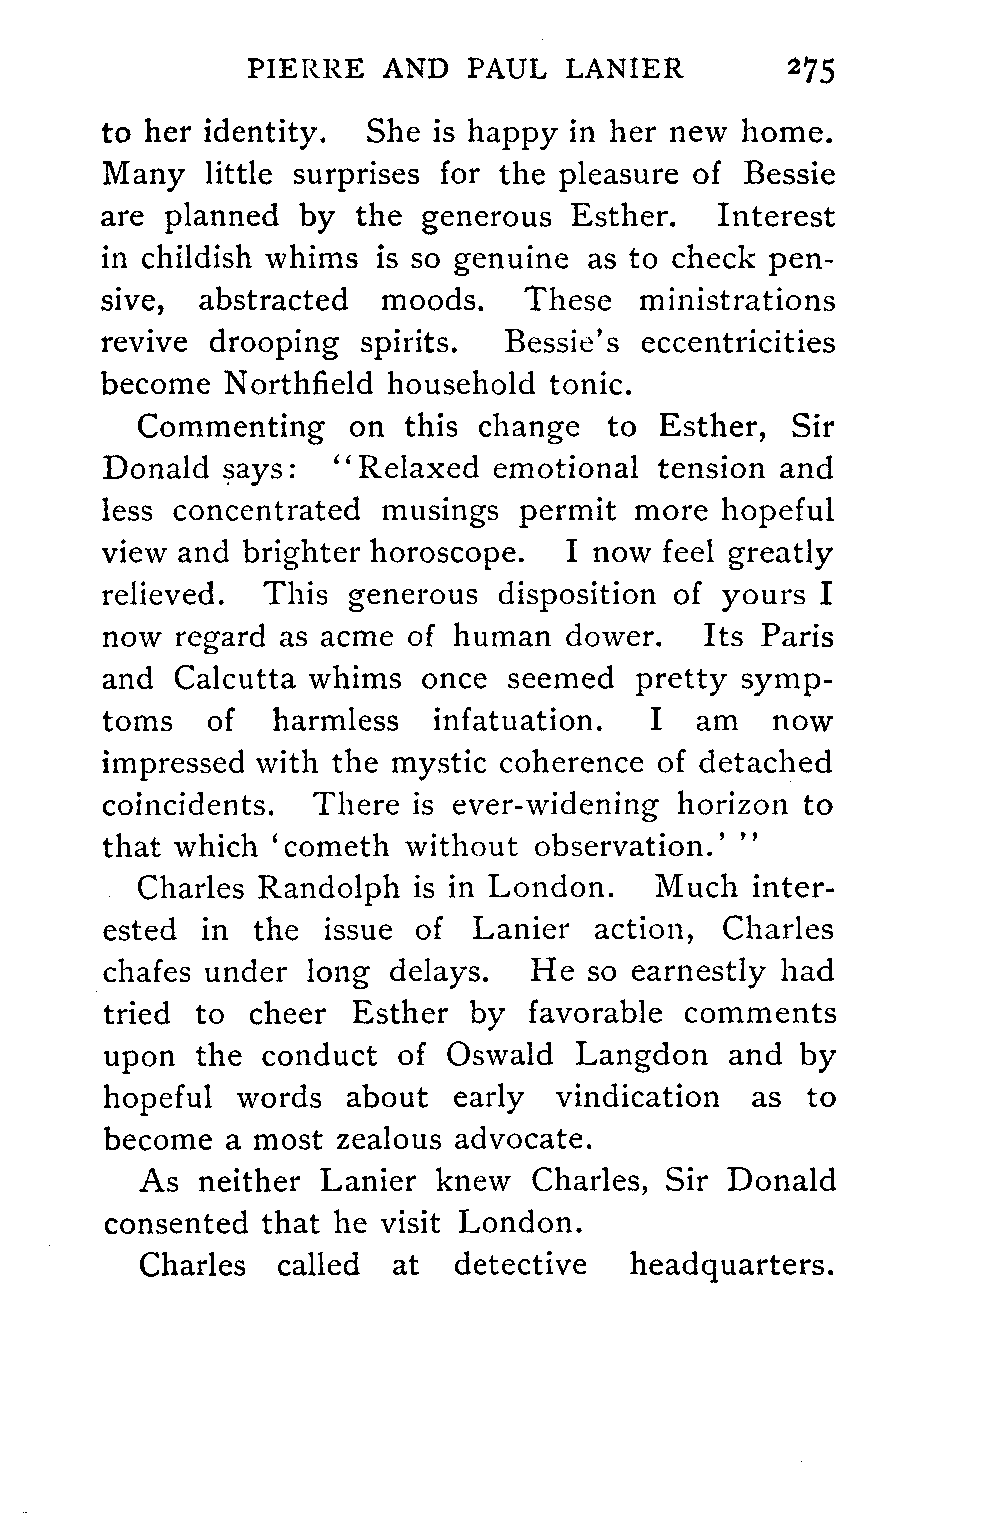 PIERRE AND PAUL LANIER 275
to her identity. She is happy in her new home.
Many little surprises for the pleasure of Bessie
are planned by the generous Esther. Interest
in childish whims is so genuine as to check pen-
sive, abstracted moods. These ministrations
revive drooping spirits. Bessie's eccentricities
become Northfield household tonic.
Commenting on this change to Esther, Sir
Donald says: "Relaxed emotional tension and
less concentrated musings permit more hopeful
view and brighter horoscope. I now feel greatly
relieved. This generous disposition of yours I
now regard as acme of human dower. Its Paris
and Calcutta whims once seemed pretty symp-
toms of harmless infatuation. I am now
impressed with the mystic coherence of detached
coincidents. There is ever-widening horizon to
that which 'cometh without observation.' "
Charles Randolph is in London. Much inter-
ested in the issue of Lanier action, Charles
chafes under long delays. He so earnestly had
tried to cheer Esther by favorable comments
upon the conduct of Oswald Langdon and by
hopeful words about early vindication as to
become a most zealous advocate.
As neither Lanier knew Charles, Sir Donald
consented that he visit London.
Charles called at detective headquarters.